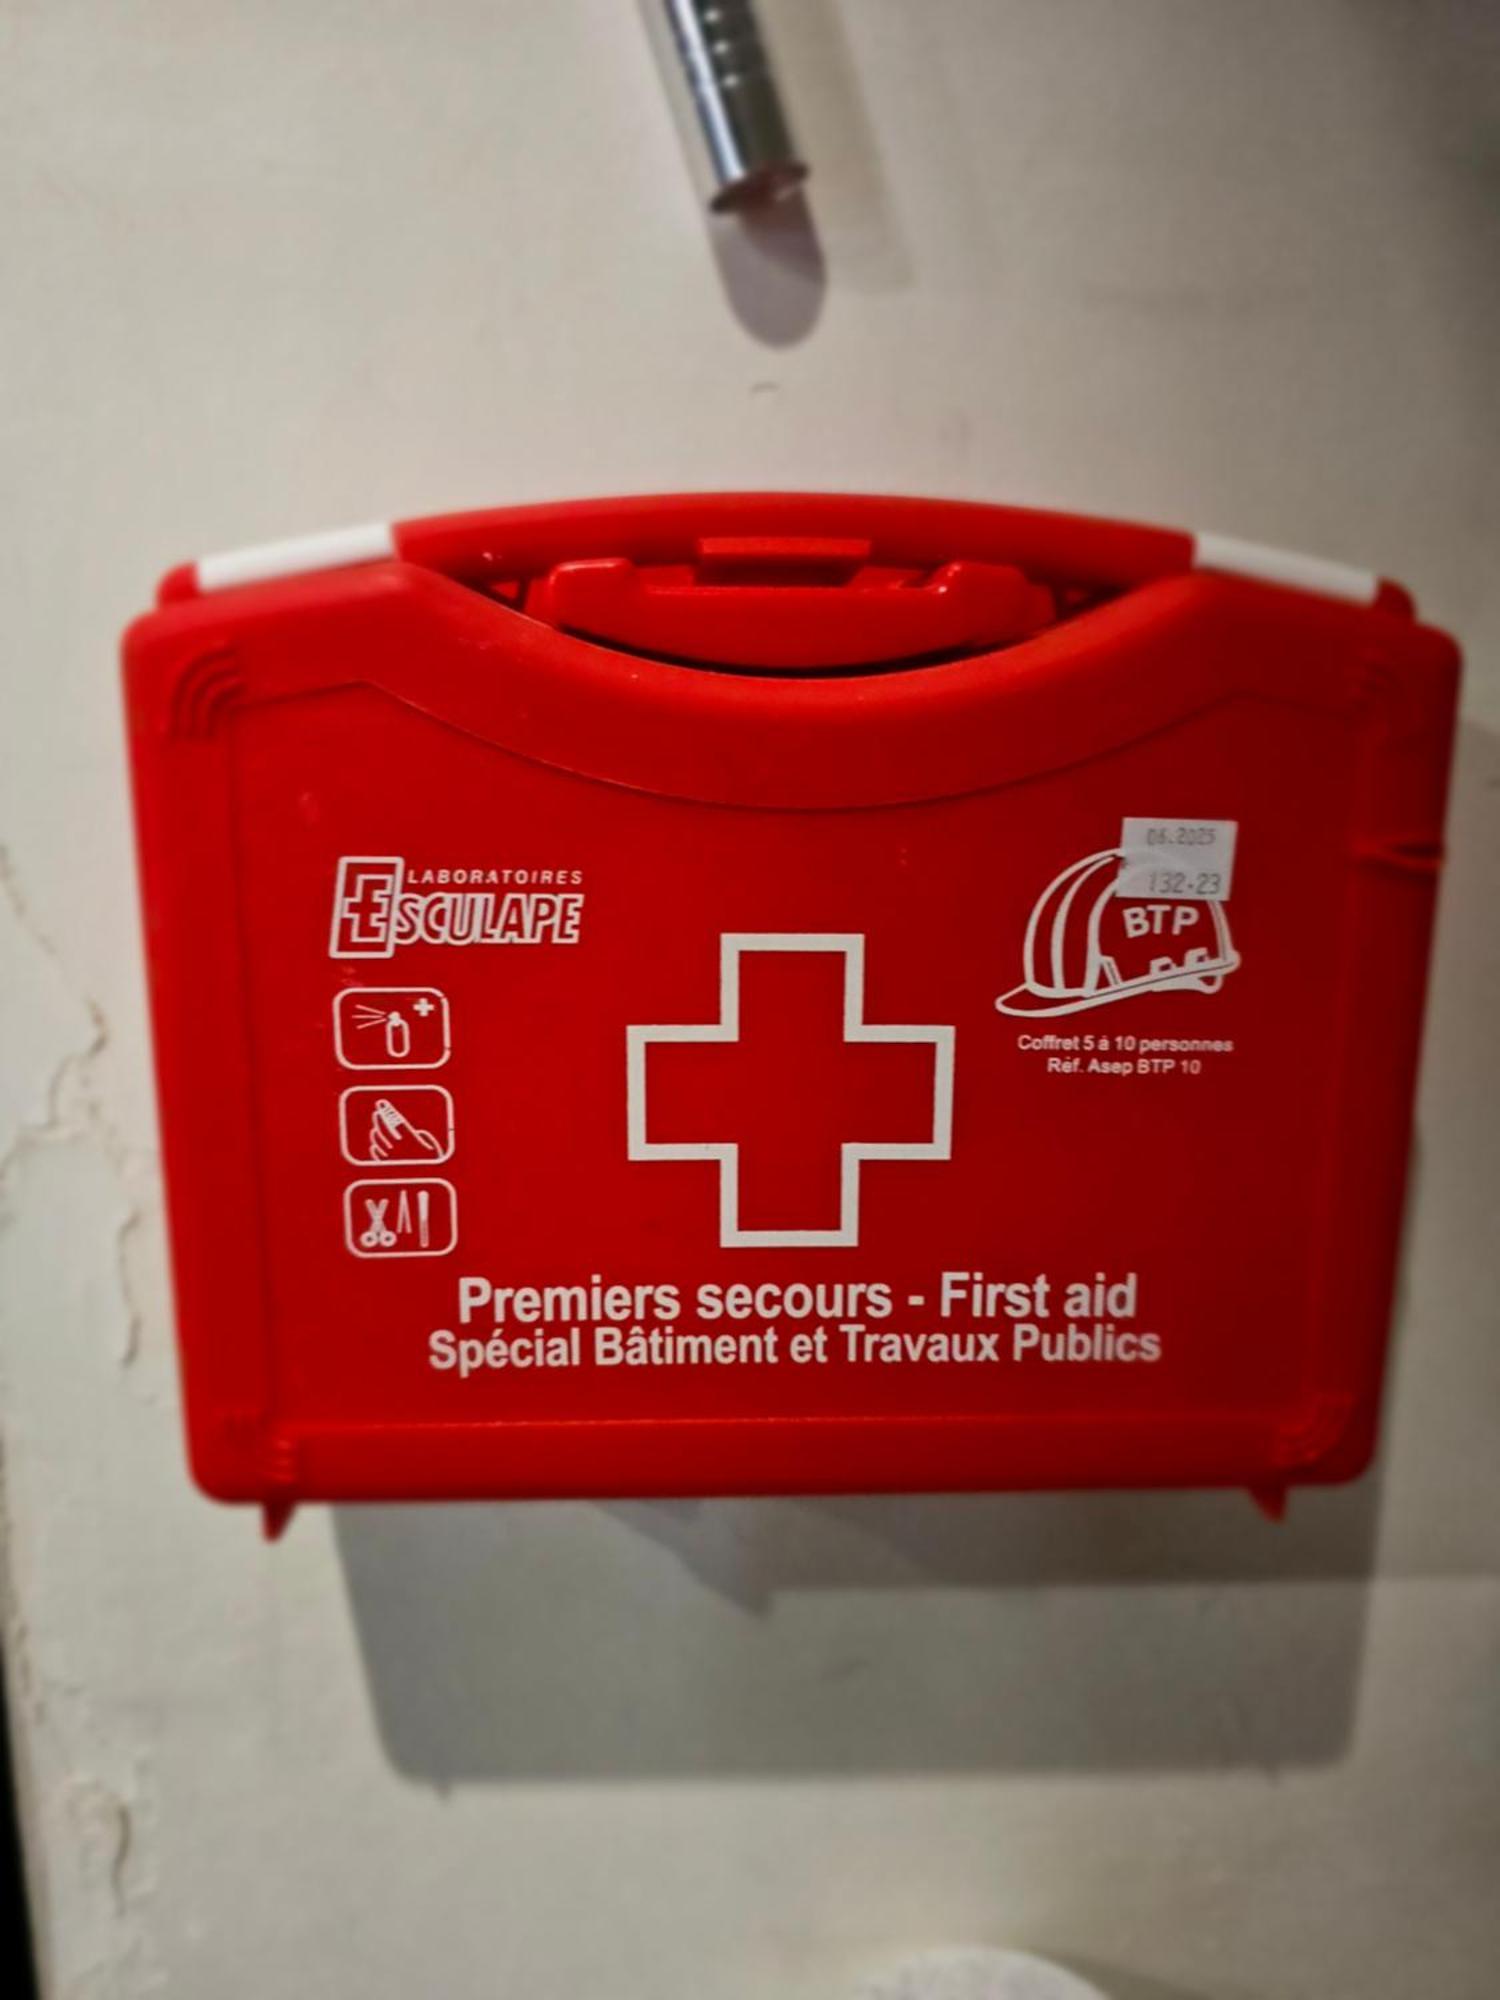 LABORATOIRES
ESCULAPE
06.2025
132-23
BTP
Coffret 5 à 10 personnes
Réf. Asep BTP 10
Premiers secours - First aid
Spécial Bâtiment et Travaux Publics